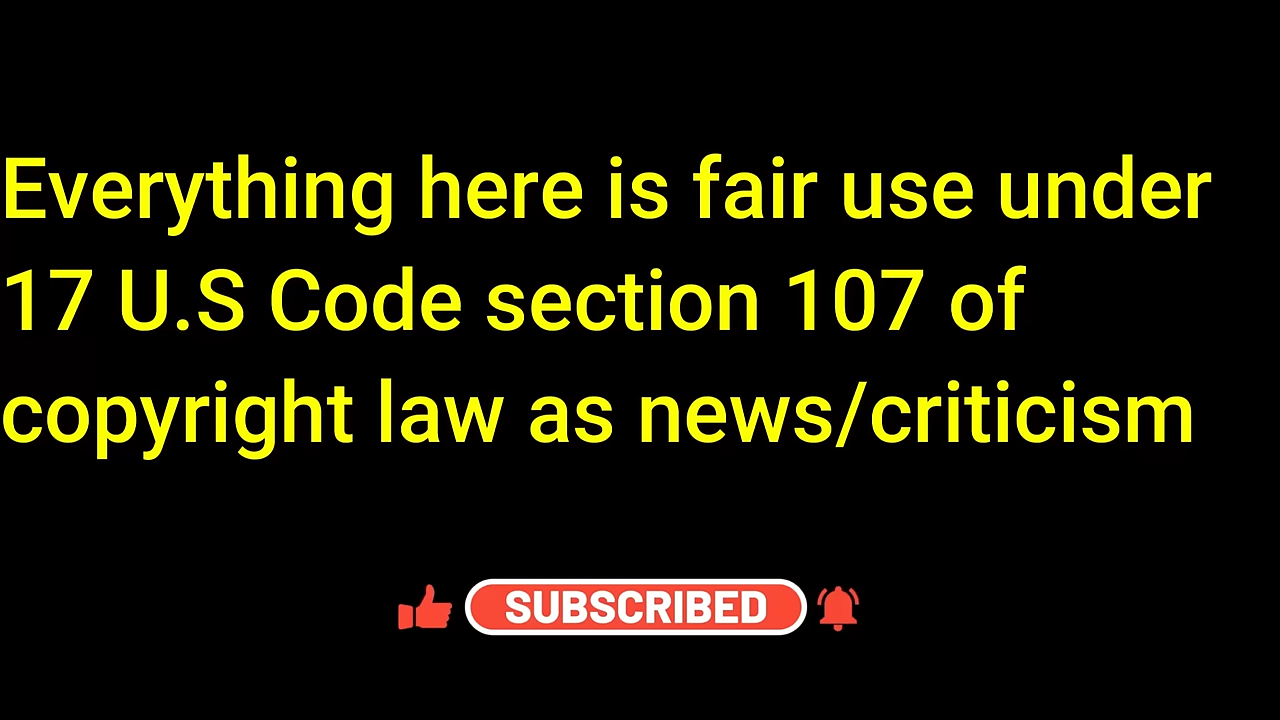 Everything here is fair use under
17 U.S Code section 107 of
copyright law as news/criticism
SUBSCRIBED